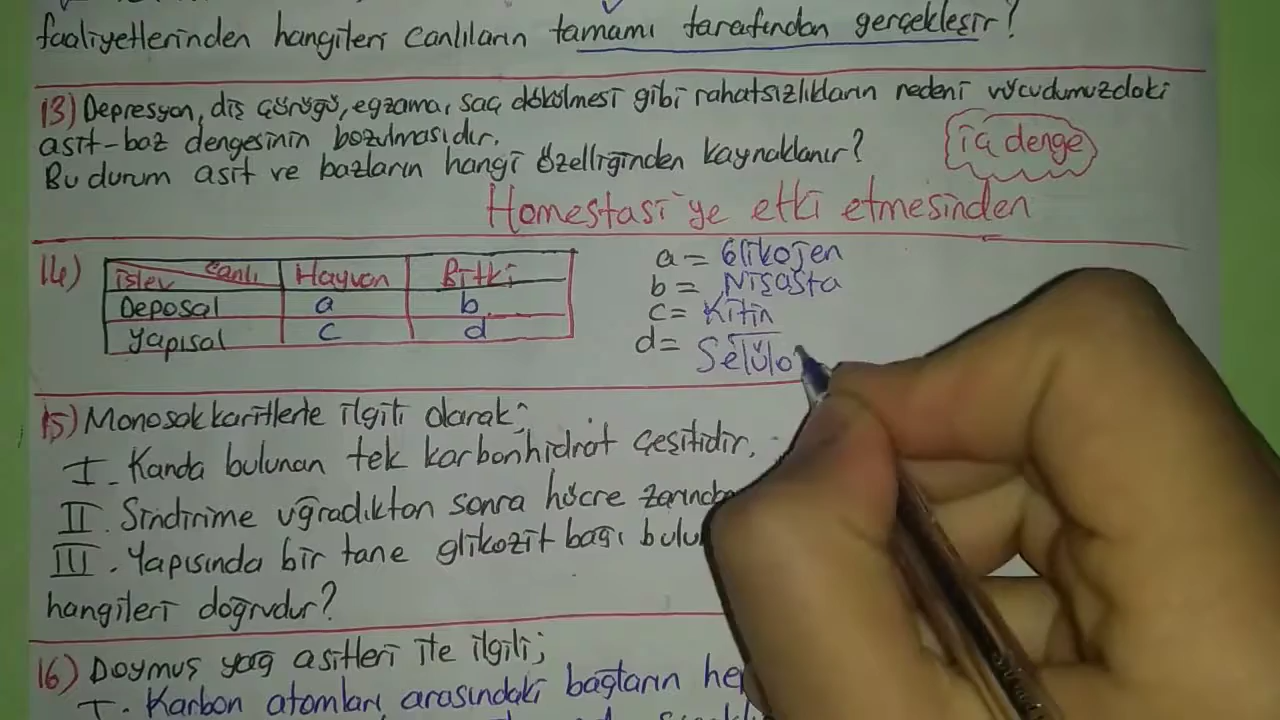 faaliyetlerinden hangileri canlıların tamamı tarafından gerçekleşir?
13) Depresyon, diş çürüğü, egzama, saç dökülmesi gibi rahatsızlıkların nedeni vücudumuzdaki
asit-baz dengesinin bozulmasıdır.
Bu durum asit ve bazların hangi özelliğinden kaynaklanır?
iç denge
Homestasi'ye etki etmesinden
14)
İşlev Canlı Hayvan Bitki
Deposal a b
Yapısal c d
a = Glikojen
b = Nişasta
c = Kitin
d = Selülo
15) Monosakkaritlerle ilgili olarak;
I. Kanda bulunan tek karbonhidrat çeşitidir.
II. Sindirime uğradıktan sonra hücre
III. Yapısında bir tane glikozit bağı
hangileri doğrudur?
16) Doymuş yağ asitleri ile ilgili;
I. Karbon atomları arasındaki bağların